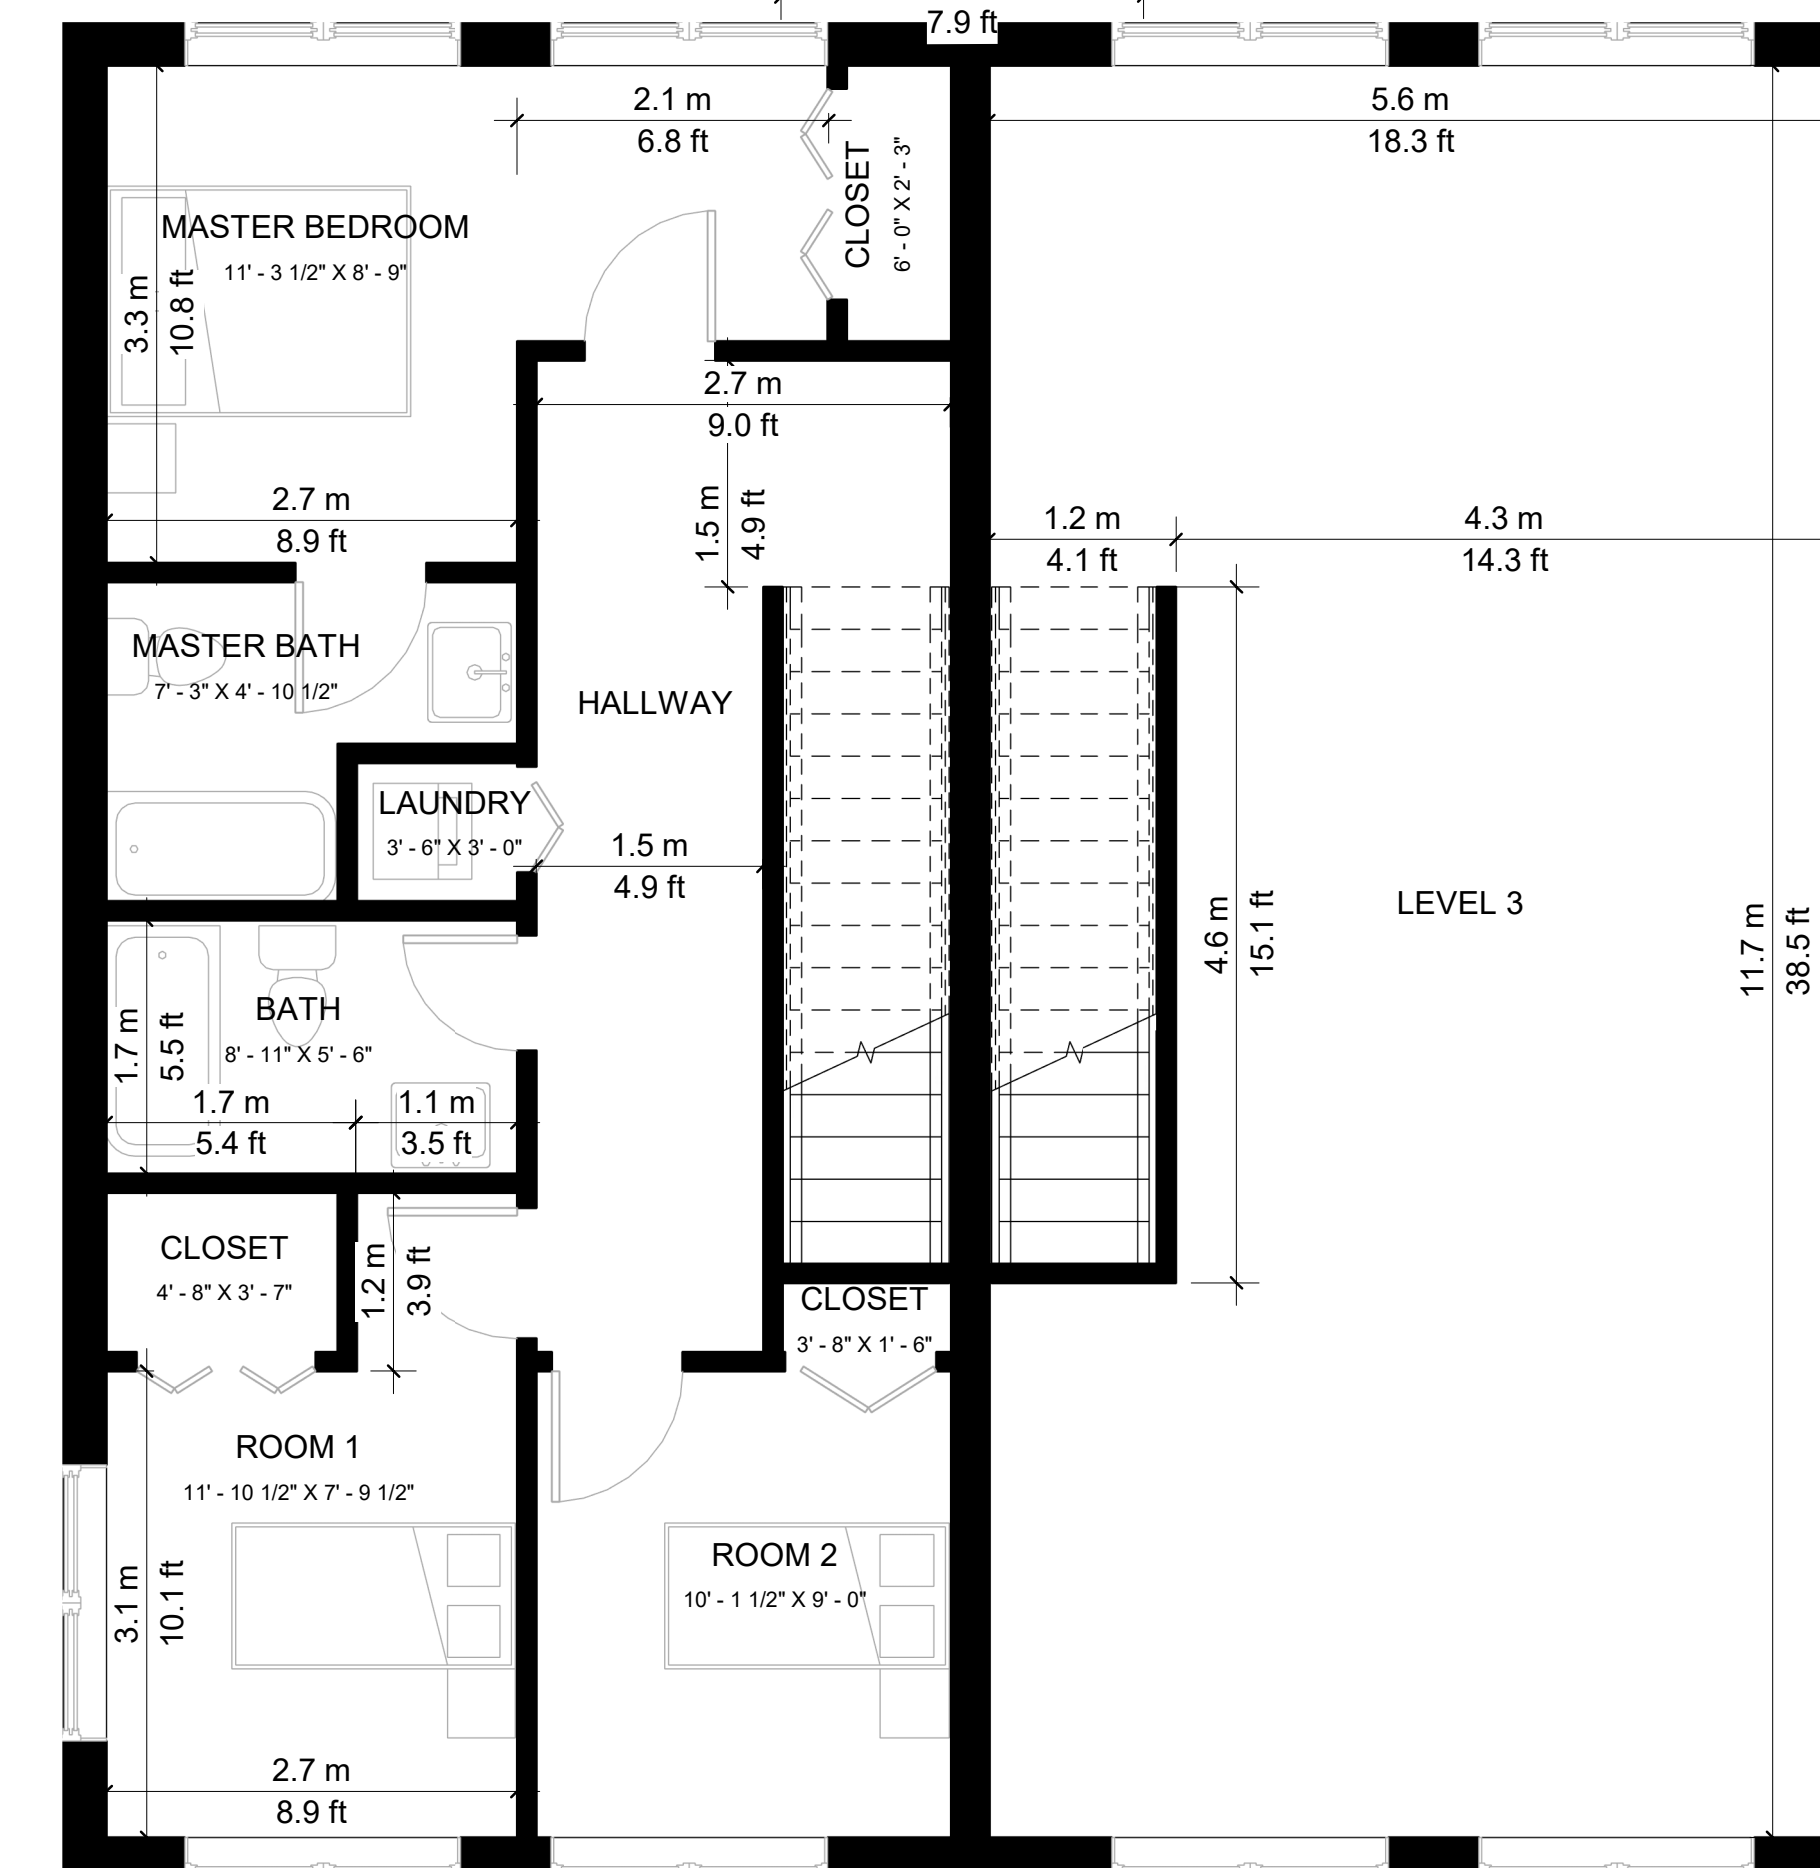 7.9 ft
2.1 m
6.8 ft
5.6 m
18.3 ft
CLOSET
6' - 0" X 2' - 3"
MASTER BEDROOM
11' - 3 1/2" X 8' - 9"
3.3 m
10.8 ft
2.7 m
9.0 ft
2.7 m
8.9 ft
1.5 m
4.9 ft
1.2 m
4.1 ft
4.3 m
14.3 ft
MASTER BATH
7' - 3" X 4' - 10 1/2"
HALLWAY
LAUNDRY
3' - 6" X 3' - 0"
1.5 m
4.9 ft
4.6 m
15.1 ft
LEVEL 3
11.7 m
38.5 ft
BATH
8' - 11" X 5' - 6"
1.7 m
5.5 ft
1.7 m
5.4 ft
1.1 m
3.5 ft
CLOSET
4' - 8" X 3' - 7"
1.2 m
3.9 ft
CLOSET
3' - 8" X 1' - 6"
ROOM 1
11' - 10 1/2" X 7' - 9 1/2"
ROOM 2
10' - 1 1/2" X 9' - 0"
3.1 m
10.1 ft
2.7 m
8.9 ft